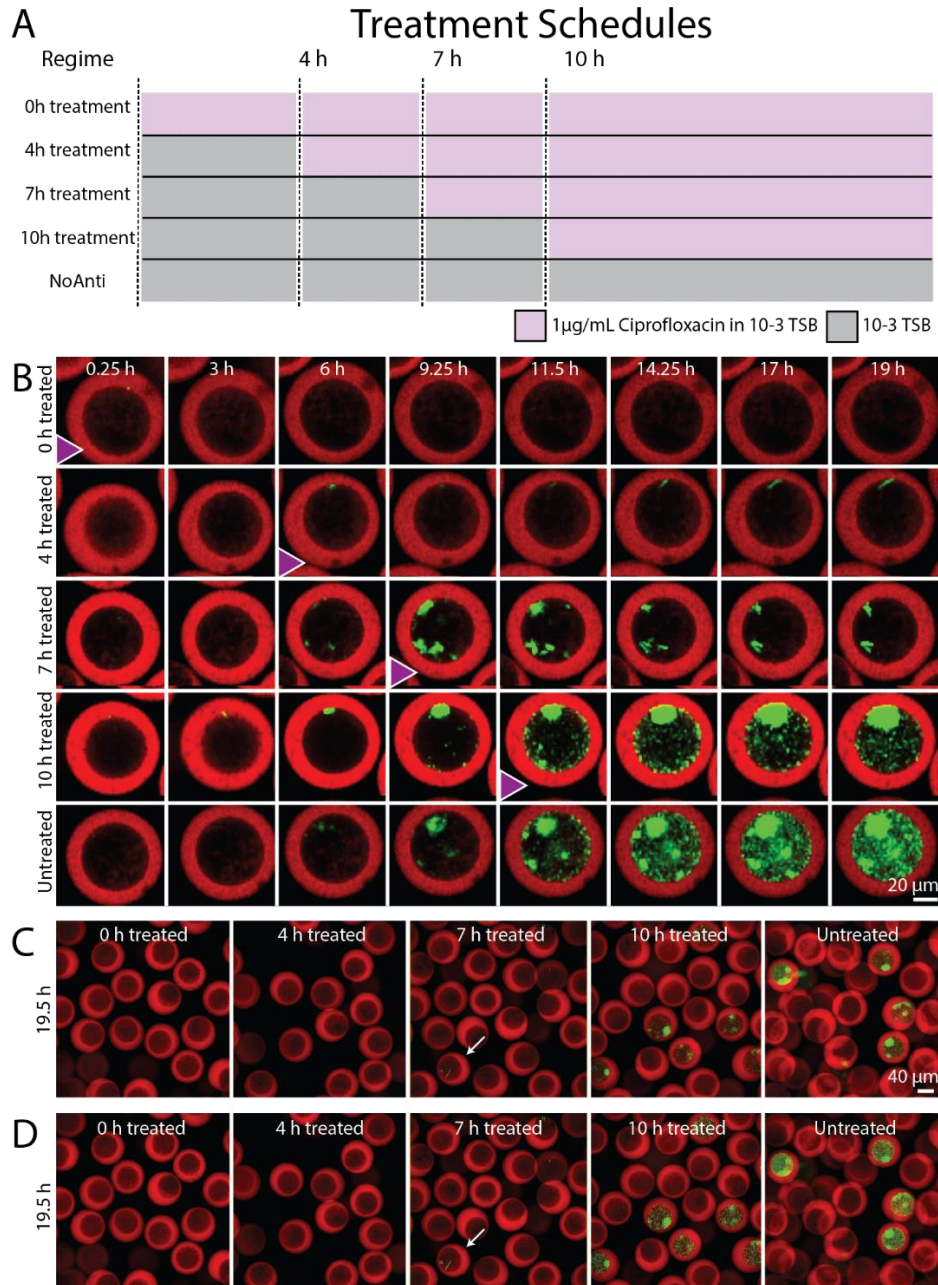 A
Treatment Schedules
Regime 4 h 7 h 10 h
0h treatment
4h treatment
7h treatment
10h treatment
NoAnti
1µg/mL Ciprofloxacin in 10-3 TSB 10-3 TSB
B
0.25 h 3 h 6 h 9.25 h 11.5 h 14.25 h 17 h 19 h
0 h treated
4 h treated
7 h treated
10 h treated
Untreated
20 µm
C
0 h treated 4 h treated 7 h treated 10 h treated Untreated
19.5 h
40 µm
D
0 h treated 4 h treated 7 h treated 10 h treated Untreated
19.5 h